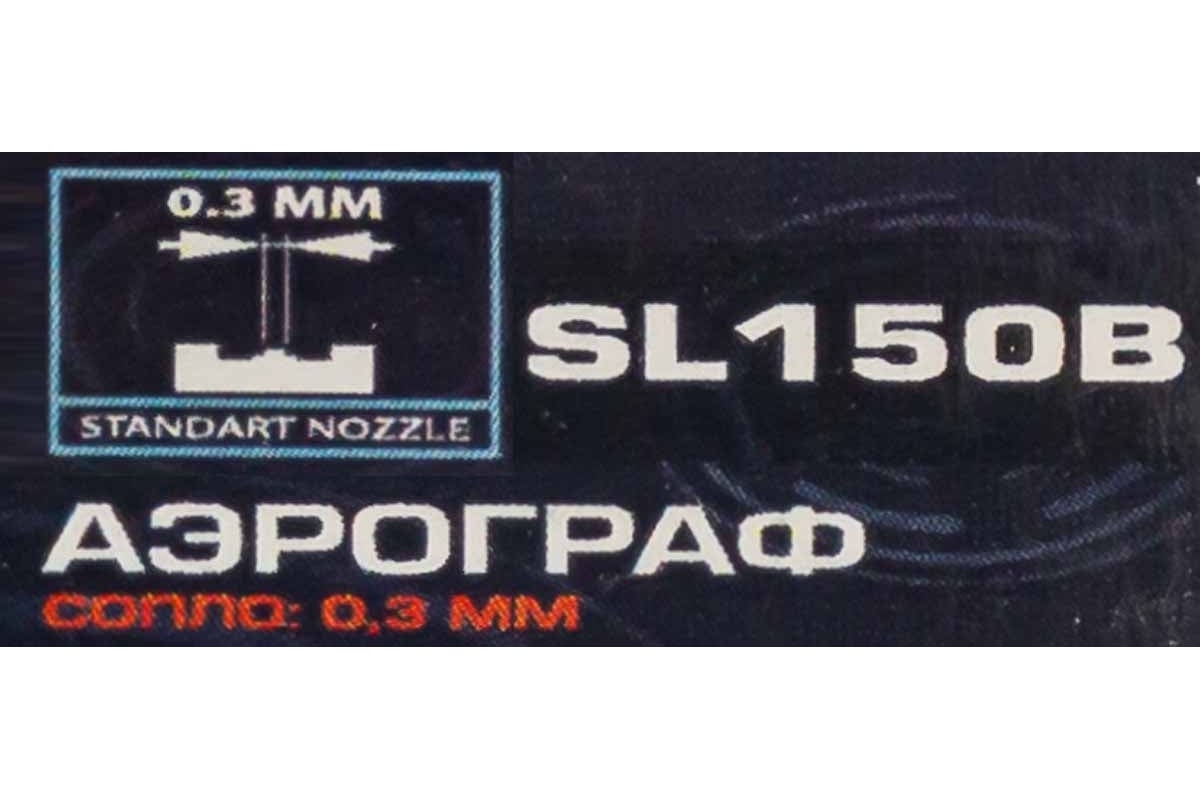 0.3 MM
STANDART NOZZLE
SL150B
АЭРОГРАФ
СОПЛО: 0,3 ММ